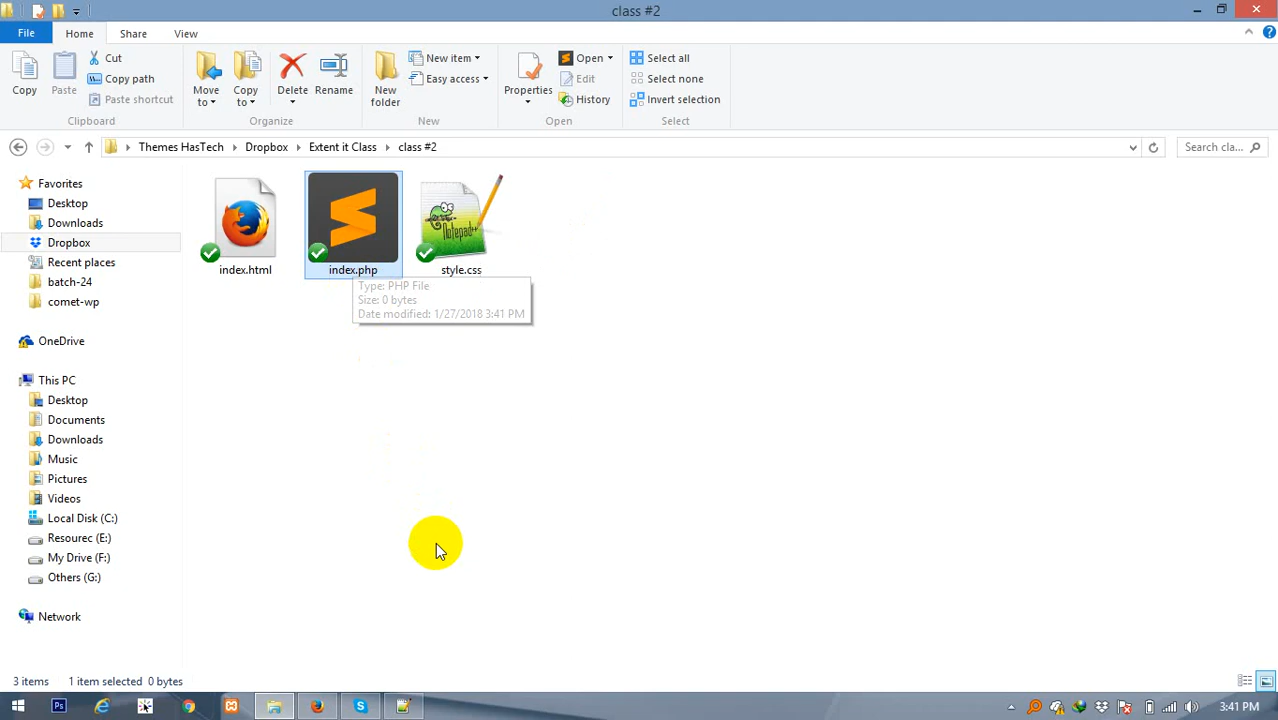 class #2
File
Home
Share
View
Copy
Paste
Cut
Copy path
Paste shortcut
Clipboard
Move to
Copy to
Delete
Rename
Organize
New folder
New item
Easy access
New
Properties
Open
Edit
History
Open
Select all
Select none
Invert selection
Select
Themes HasTech
Dropbox
Extent it Class
class #2
Search cla...
Favorites
Desktop
Downloads
Dropbox
Recent places
batch-24
comet-wp
OneDrive
This PC
Desktop
Documents
Downloads
Music
Pictures
Videos
Local Disk (C:)
Resourec (E:)
My Drive (F:)
Others (G:)
Network
Notepad++
index.html
index.php
style.css
Type: PHP File
Size: 0 bytes
Date modified: 1/27/2018 3:41 PM
3 items
1 item selected 0 bytes
Ps
3:41 PM